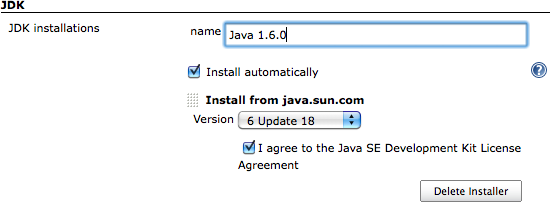 JDK
JDK installations
name Java 1.6.0
Install automatically
Install from java.sun.com
Version 6 Update 18
I agree to the Java SE Development Kit License
Agreement
Delete Installer